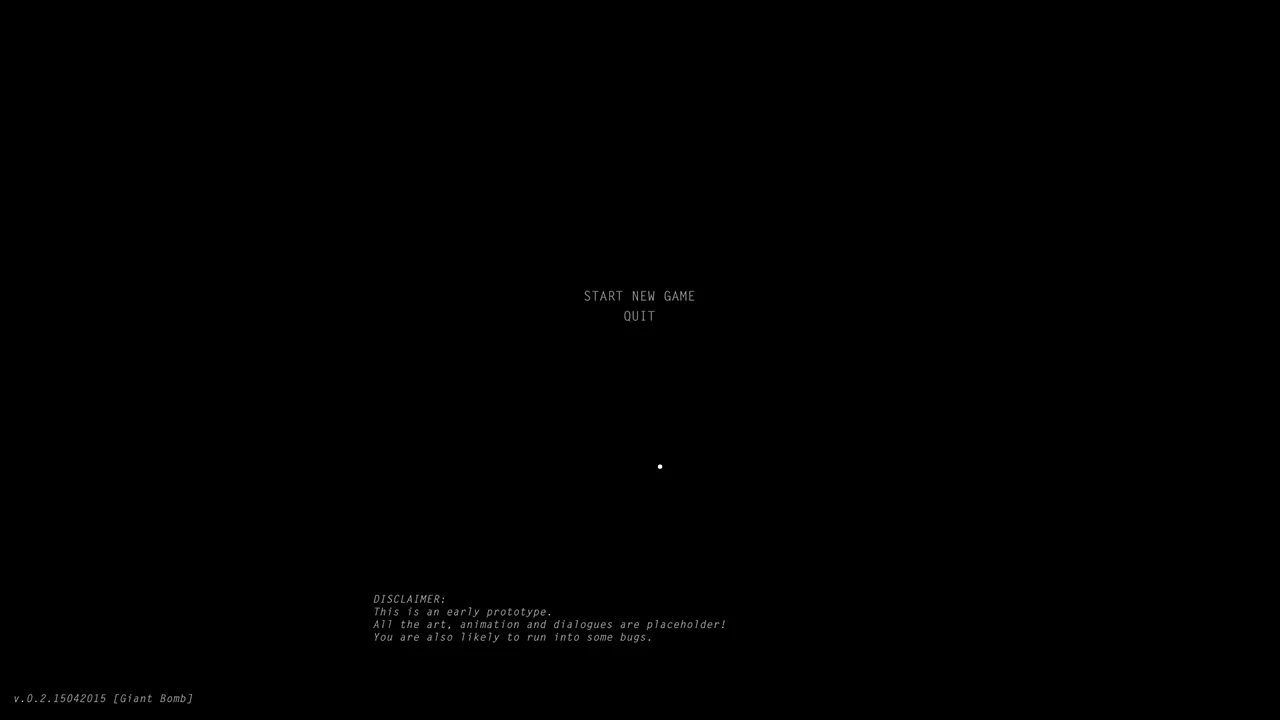 START NEW GAME
QUIT
DISCLAIMER:
This is an early prototype.
All the art, animation and dialogues are placeholder!
You are also likely to run into some bugs.
v.0.2.15042015 [Giant Bomb]